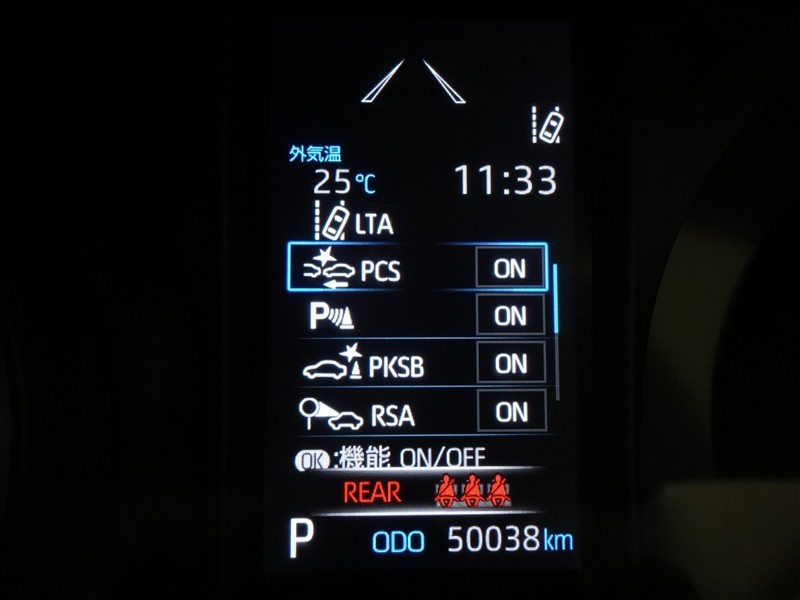 外気温
25℃ 11:33
LTA
PCS ON
P ON
PKSB ON
RSA ON
OK:機能 ON/OFF
REAR
P ODO 50038km